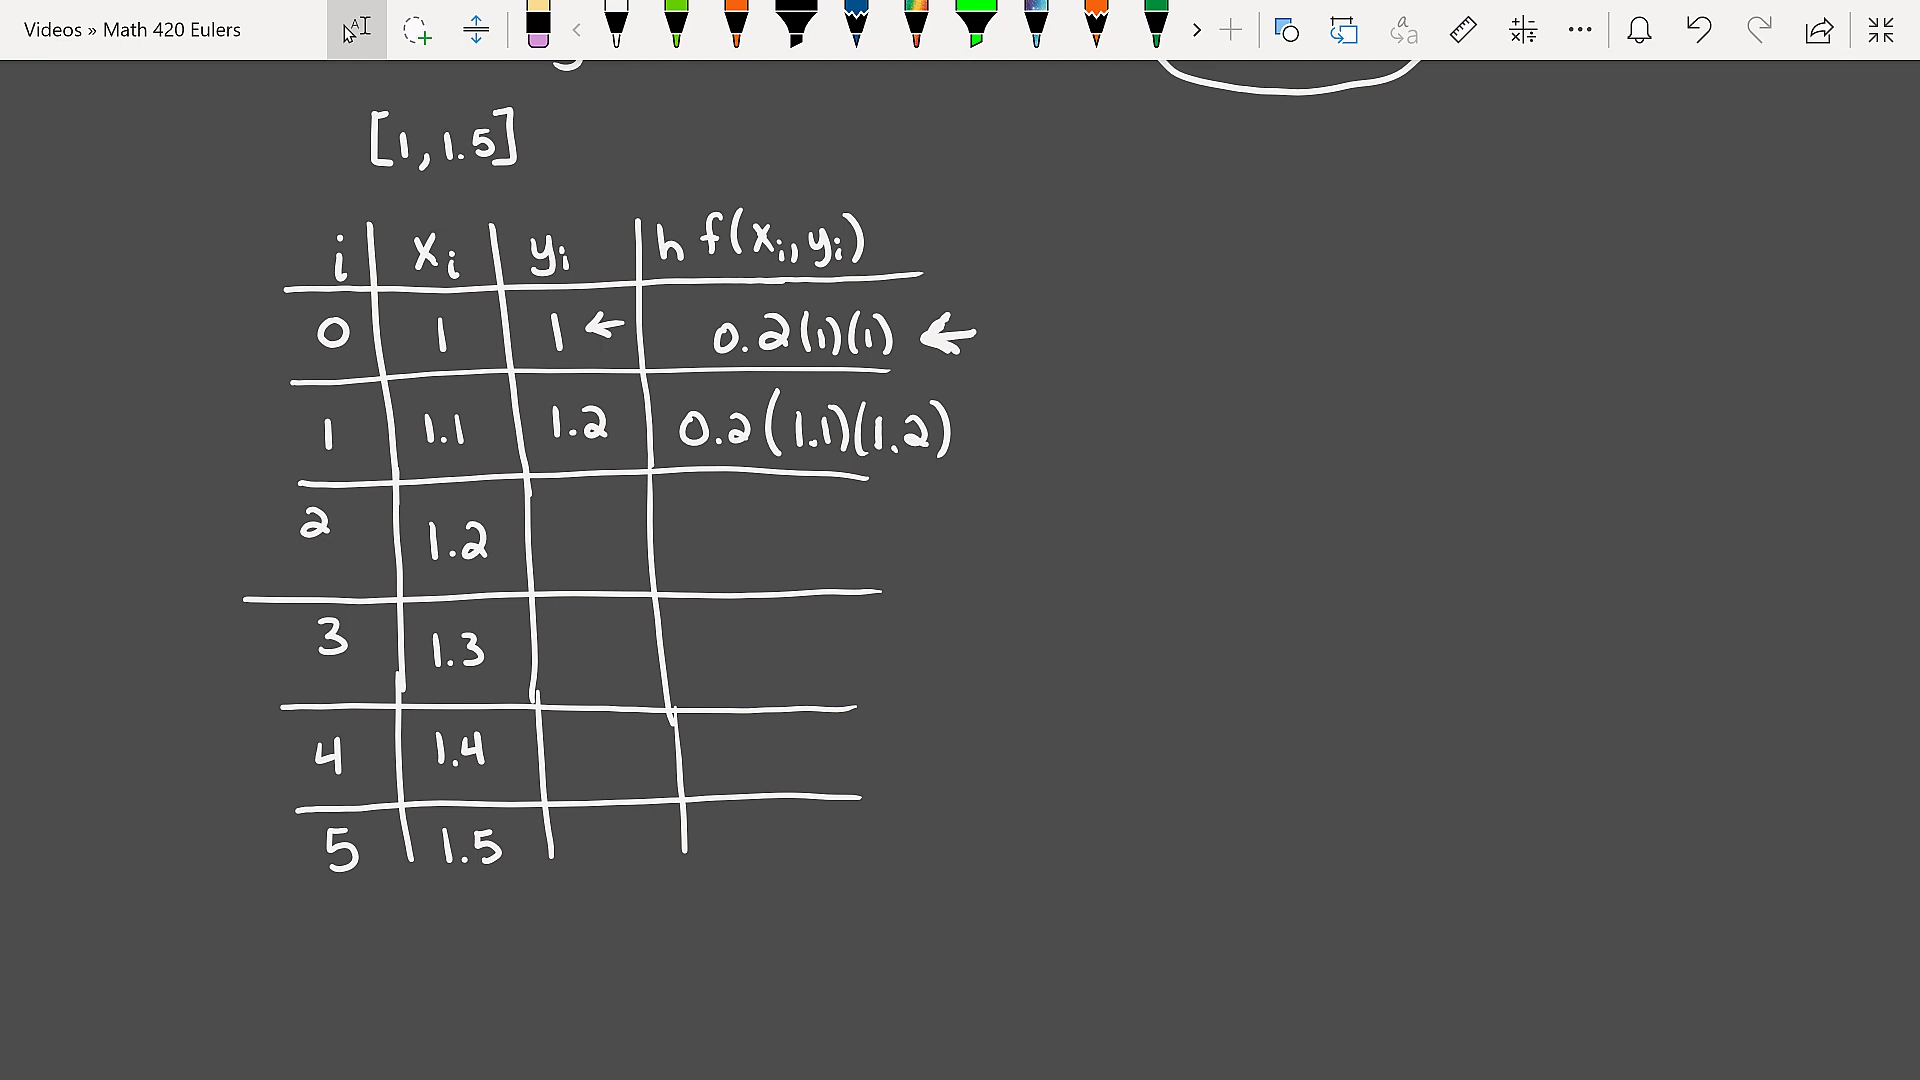 Videos » Math 420 Eulers
[1, 1.5]
i xi yi h f(xi, yi)
0 1 1 ← 0.2(1)(1) ←
1 1.1 1.2 0.2(1.1)(1.2)
2 1.2
3 1.3
4 1.4
5 1.5